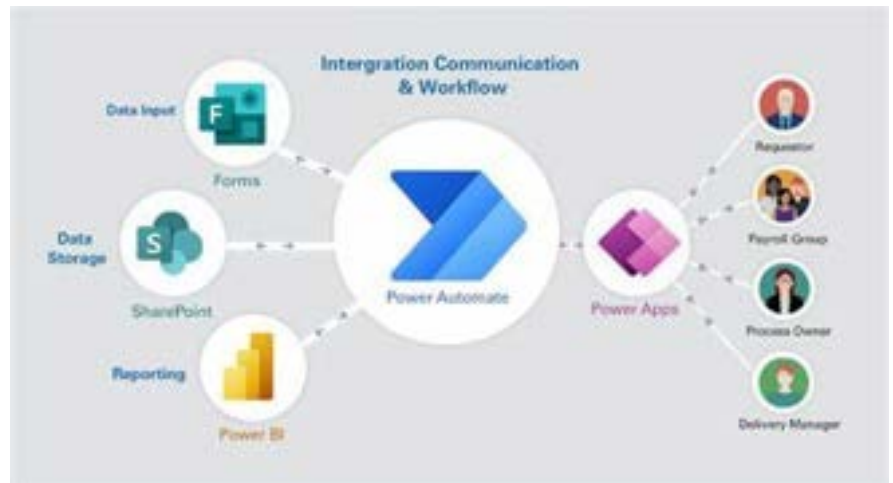 Intergration Communication
& Workflow
Data Input
F
Forms
Data
Storage
S
SharePoint
Reporting
Power BI
Power Automate
Power Apps
Requestor
Payroll Group
Process Owner
Delivery Manager